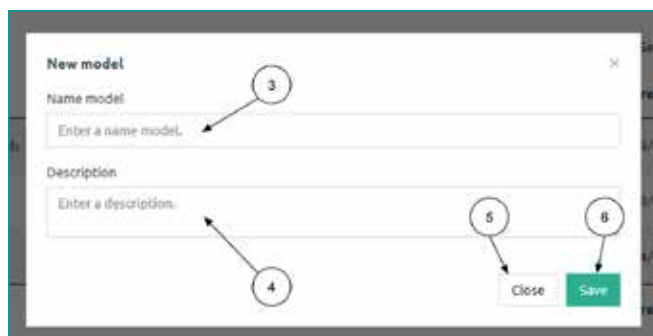 New model
×
3
Name model
Enter a name model.
Description
Enter a description.
5
6
4
Close
Save